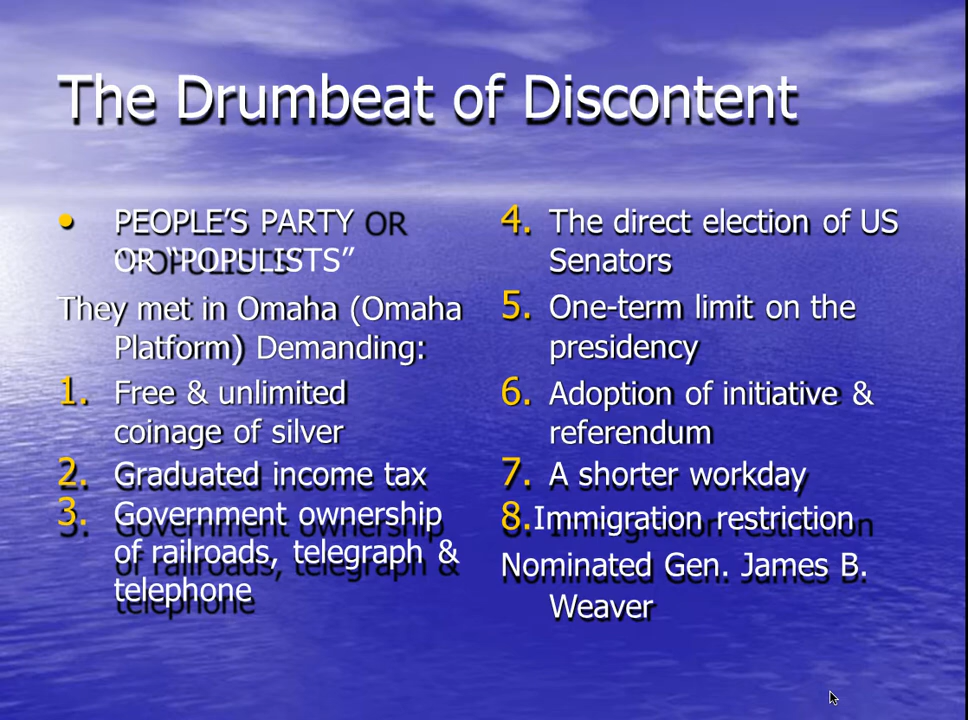 The Drumbeat of Discontent
• PEOPLE’S PARTY OR
OR “POPULISTS”
They met in Omaha (Omaha
Platform) Demanding:
1. Free & unlimited
coinage of silver
2. Graduated income tax
3. Government ownership
of railroads, telegraph &
telephone
4. The direct election of US
Senators
5. One-term limit on the
presidency
6. Adoption of initiative &
referendum
7. A shorter workday
8.Immigration restriction
Nominated Gen. James B.
Weaver